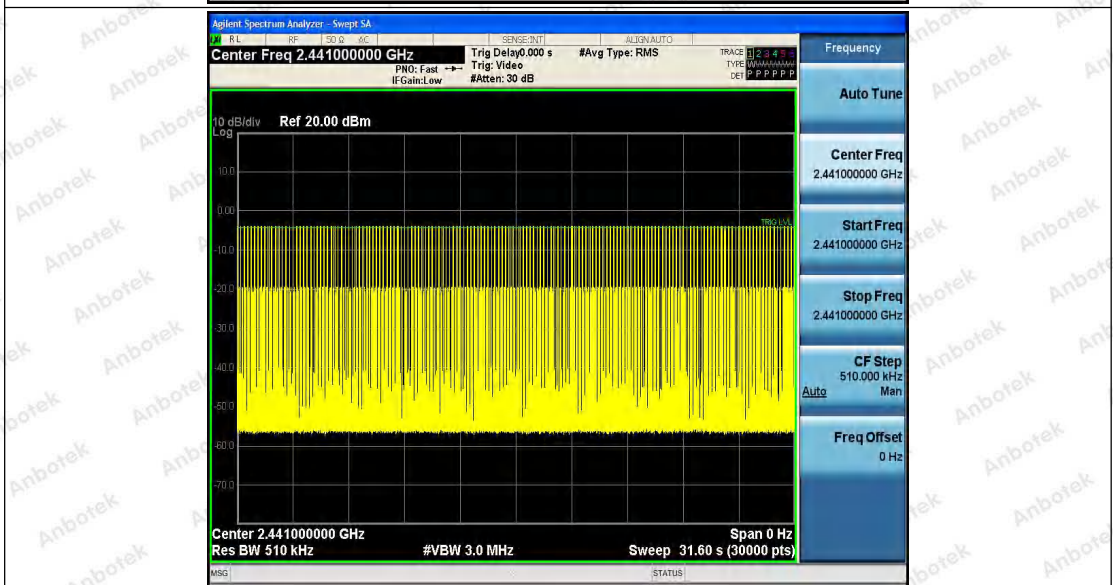 Agilent Spectrum Analyzer - Swept SA
RL RF 50 Ω AC SENSE:INT ALIGN AUTO
Center Freq 2.441000000 GHz
PNO: Fast
IFGain:Low
Trig Delay0.000 s
Trig: Video
#Atten: 30 dB
#Avg Type: RMS
TRACE 1 2 3 4 5 6
TYPE
DET P P P P P P
10 dB/div Ref 20.00 dBm
Log
10.0
0.00
TRIG LVL
-10.0
-20.0
-30.0
-40.0
-50.0
-60.0
-70.0
Center 2.441000000 GHz Span 0 Hz
Res BW 510 kHz #VBW 3.0 MHz Sweep 31.60 s (30000 pts)
MSG STATUS
Frequency
Auto Tune
Center Freq
2.441000000 GHz
Start Freq
2.441000000 GHz
Stop Freq
2.441000000 GHz
CF Step
510.000 kHz
Auto Man
Freq Offset
0 Hz
Anbotek